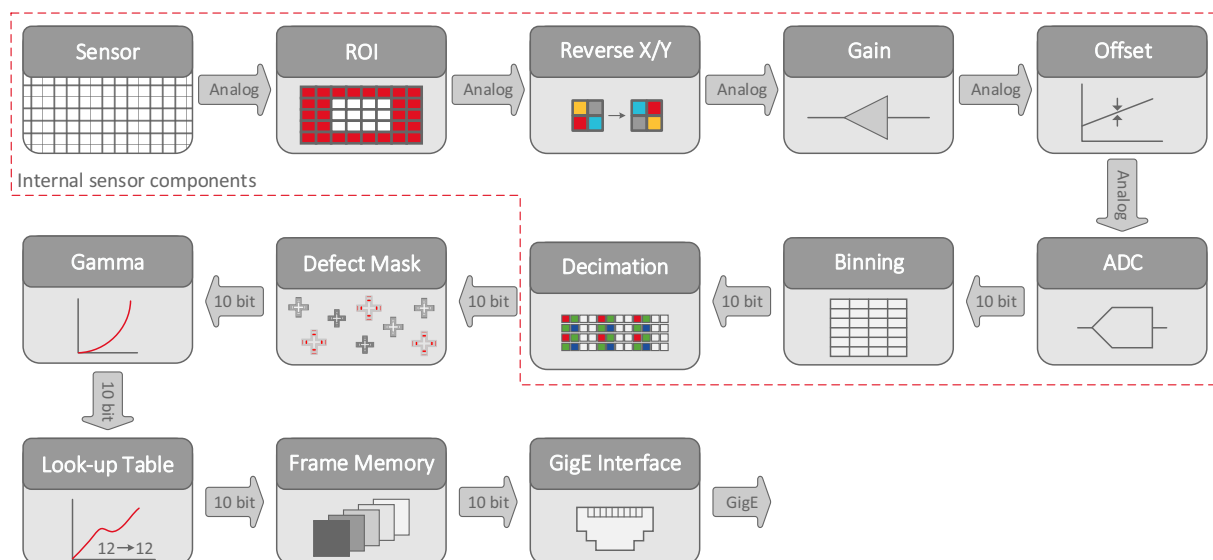 Sensor
Analog
ROI
Analog
Reverse X/Y
Analog
Gain
Analog
Offset
Internal sensor components
Analog
ADC
10 bit
Binning
10 bit
Decimation
10 bit
Defect Mask
10 bit
Gamma
10 bit
Look-up Table
12→12
10 bit
Frame Memory
10 bit
GigE Interface
GigE